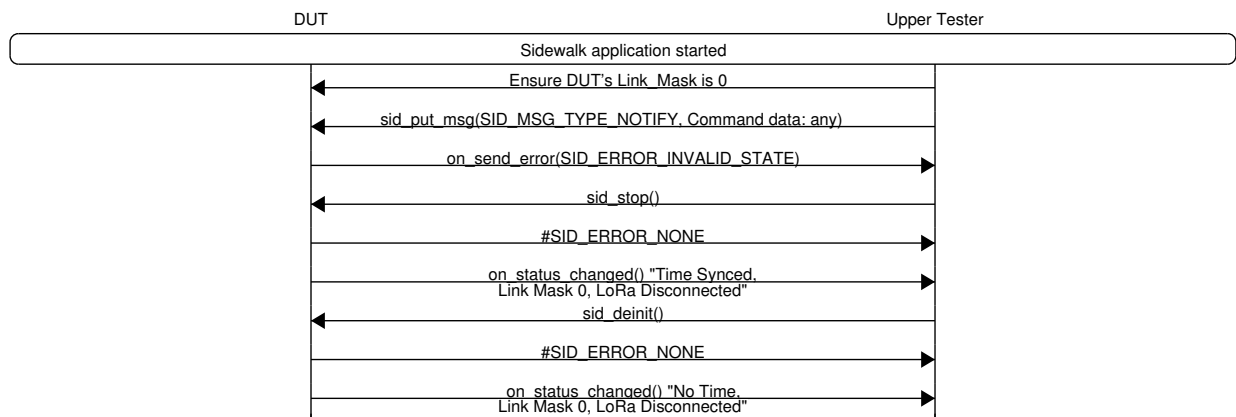 DUT
Upper Tester
Sidewalk application started
Ensure DUT's Link_Mask is 0
sid_put_msg(SID_MSG_TYPE_NOTIFY, Command data: any)
on_send_error(SID_ERROR_INVALID_STATE)
sid_stop()
#SID_ERROR_NONE
on_status_changed() "Time Synced,
Link Mask 0, LoRa Disconnected"
sid_deinit()
#SID_ERROR_NONE
on_status_changed() "No Time,
Link Mask 0, LoRa Disconnected"